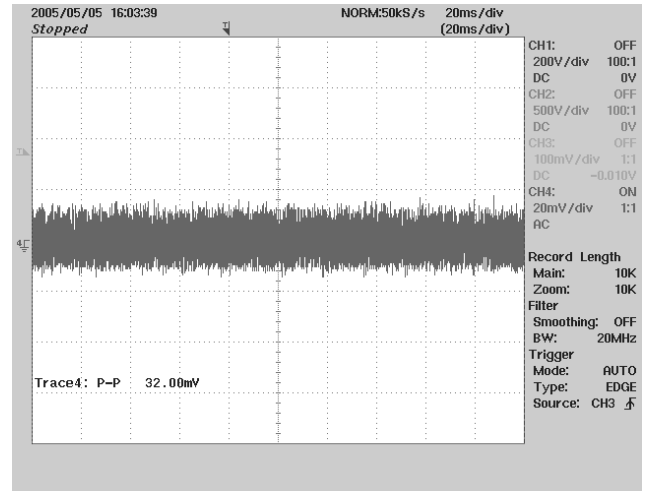 2005/05/05 16:03:39 NORM:50kS/s 20ms/div
Stopped (20ms/div)
CH1: OFF
200V/div 100:1
DC 0V
CH2: OFF
500V/div 100:1
DC 0V
CH3: OFF
100mV/div 1:1
DC -0.010V
CH4: ON
20mV/div 1:1
AC
Record Length
Main: 10K
Zoom: 10K
Filter
Smoothing: OFF
BW: 20MHz
Trigger
Mode: AUTO
Type: EDGE
Source: CH3
Trace4: P-P 32.00mV